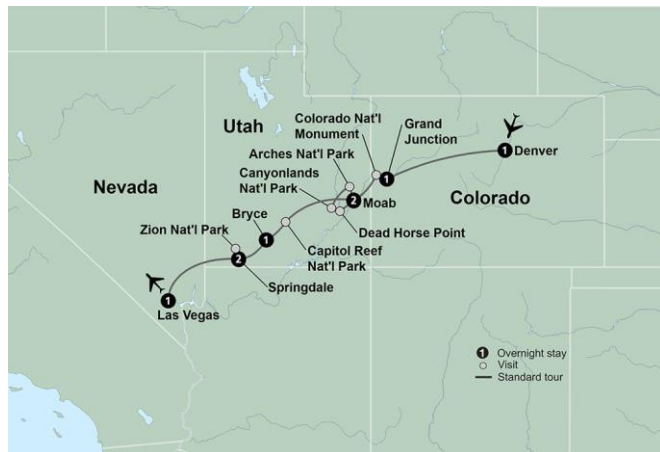 Colorado Nat'l
Monument
Grand
Junction
Utah
Arches Nat'l Park
1
Denver
Canyonlands
Nat'l Park
1
Nevada
2
Moab
Colorado
Bryce
Zion Nat'l Park
1
Dead Horse Point
Capitol Reef
Nat'l Park
2
Springdale
1
Las Vegas
1 Overnight stay
Visit
Standard tour